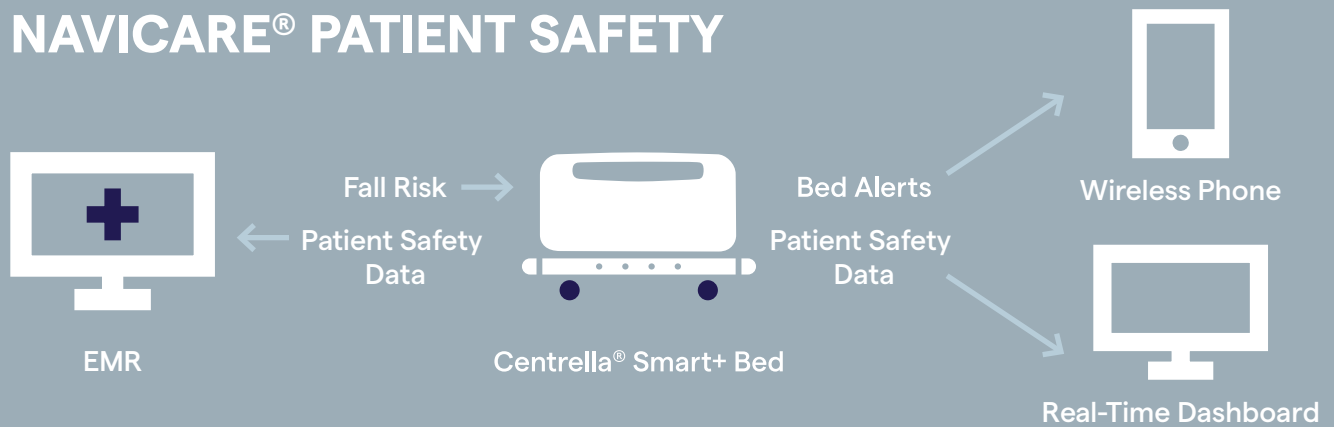 NAVICARE® PATIENT SAFETY
Fall Risk
Patient Safety
Data
Bed Alerts
Patient Safety
Data
Wireless Phone
EMR
Centrella® Smart+ Bed
Real-Time Dashboard